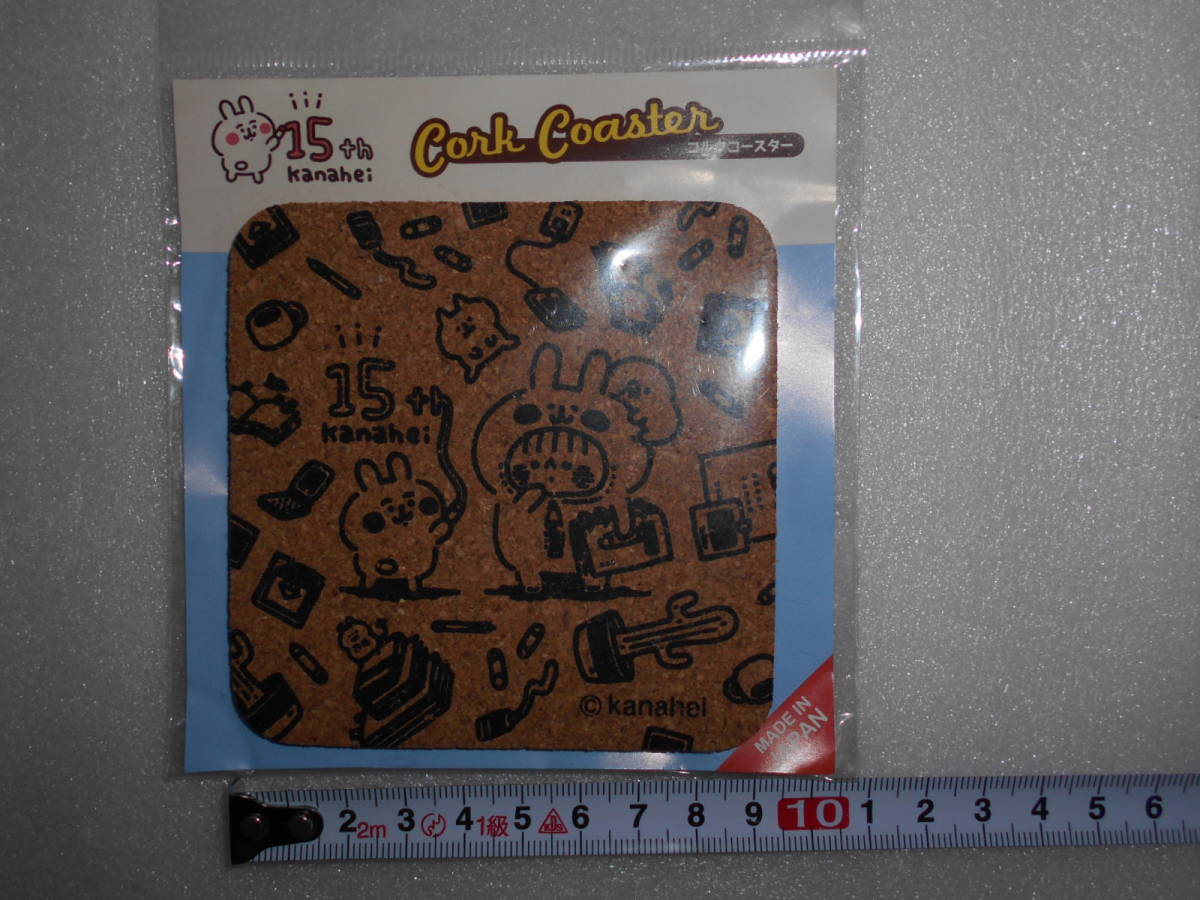 15th
kanahei
Cork Coaster
コルクコースター
15th
kanahei
©kanahei
MADE IN
JAPAN
2 2m 3 4 1級 5 6 7 8 9 10 1 2 3 4 5 6